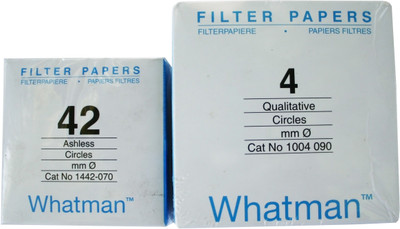 FILTER PAPERS
FILTERPAPIERE • PAPIERS FILTRES
42
Ashless
Circles
mm Ø
Cat No 1442-070
Whatman™
FILTER PAPERS
FILTERPAPIERE • PAPIERS FILTRES
4
Qualitative
Circles
mm Ø
Cat No 1004 090
Whatman™